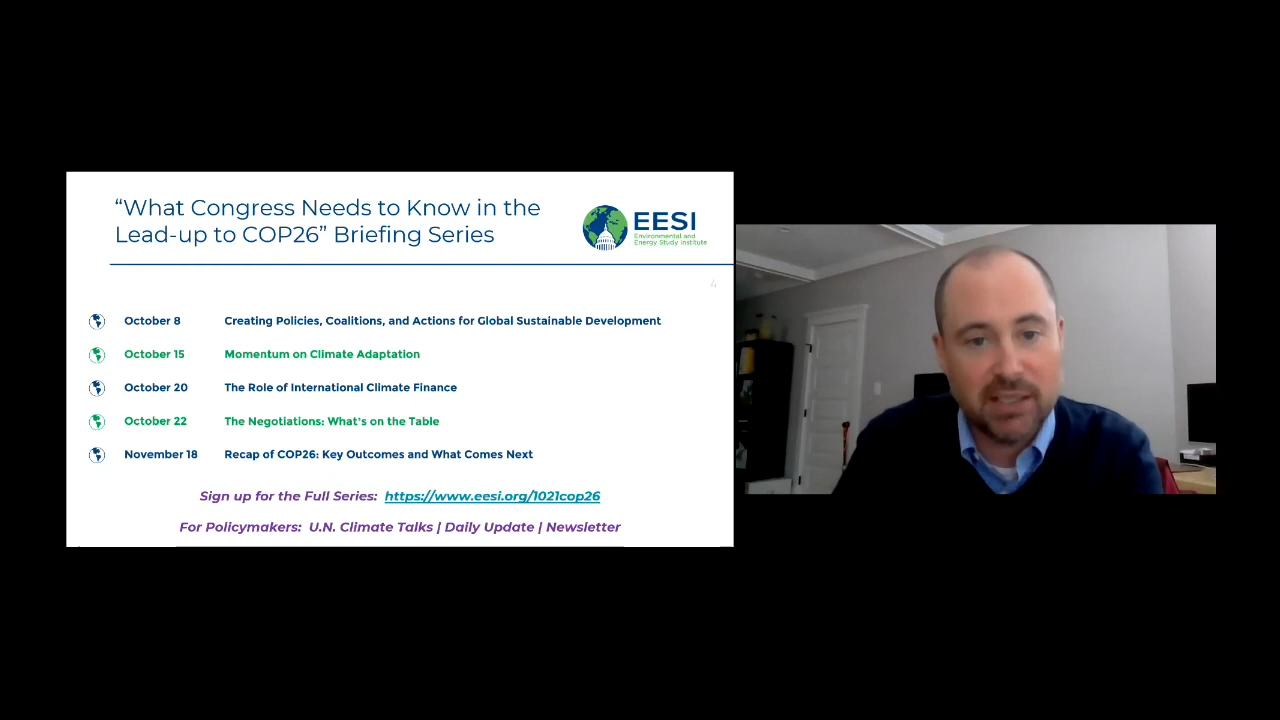 “What Congress Needs to Know in the
Lead-up to COP26” Briefing Series
EESI
Environmental and
Energy Study Institute
4
October 8 Creating Policies, Coalitions, and Actions for Global Sustainable Development
October 15 Momentum on Climate Adaptation
October 20 The Role of International Climate Finance
October 22 The Negotiations: What's on the Table
November 18 Recap of COP26: Key Outcomes and What Comes Next
Sign up for the Full Series: https://www.eesi.org/1021cop26
For Policymakers: U.N. Climate Talks | Daily Update | Newsletter